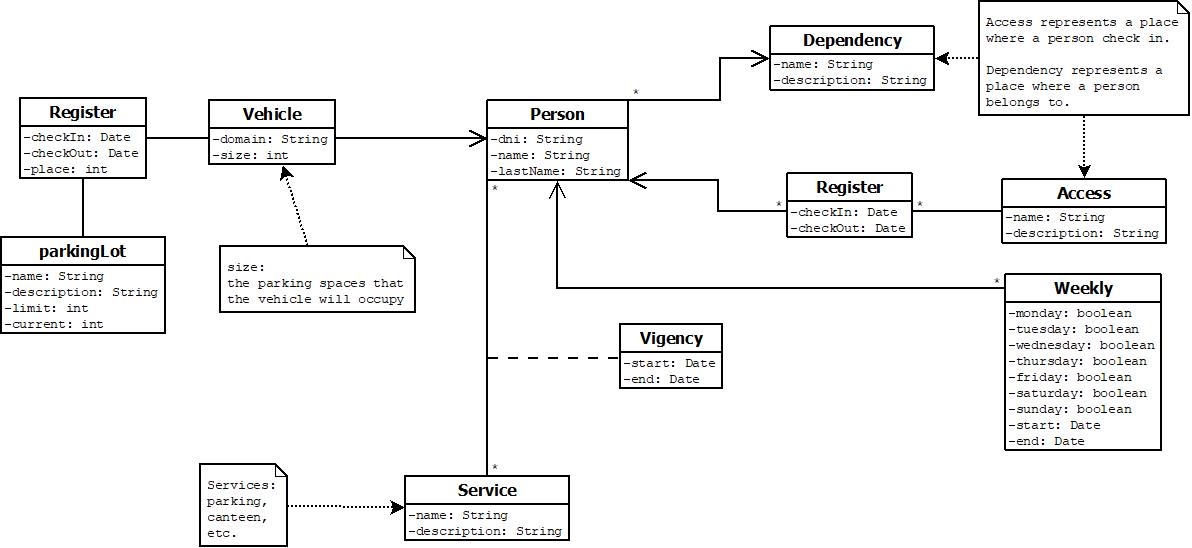 Access represents a place
where a person check in.
Dependency represents a
place where a person
belongs to.
Dependency
-name: String
-description: String
*
Register
-checkIn: Date
-checkOut: Date
-place: int
Vehicle
-domain: String
-size: int
Person
-dni: String
-name: String
-lastName: String
*
Register
-checkIn: Date
-checkOut: Date
*
*
Access
-name: String
-description: String
parkingLot
-name: String
-description: String
-limit: int
-current: int
size:
the parking spaces that
the vehicle will occupy
*
Weekly
-monday: boolean
-tuesday: boolean
-wednesday: boolean
-thursday: boolean
-friday: boolean
-saturday: boolean
-sunday: boolean
-start: Date
-end: Date
Vigency
-start: Date
-end: Date
*
Services:
parking,
canteen,
etc.
Service
-name: String
-description: String